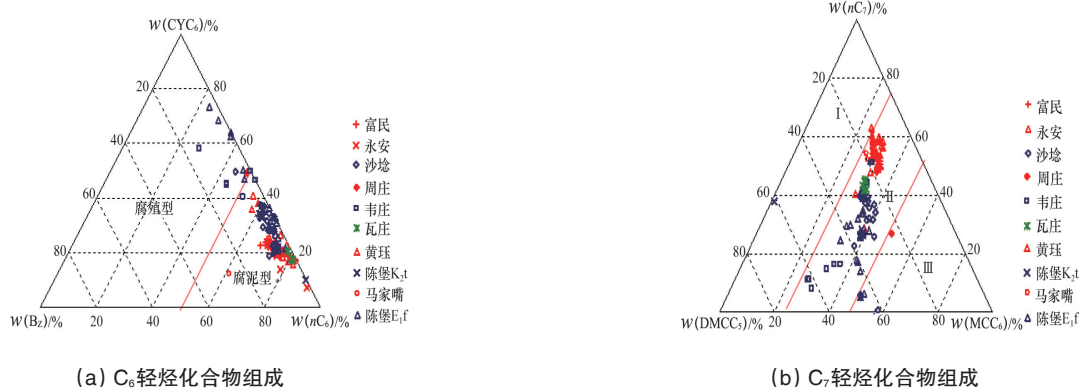 w(CYC₆)/%
20
80
40
60
60
40
腐殖型
80
20
腐泥型
w(Bz)/%
20
40
60
80
w(nC₆)/%
富民
永安
沙埝
周庄
韦庄
瓦庄
黄珏
陈堡K₂t
马家嘴
陈堡E₁f
(a) C₆轻烃化合物组成
w(nC₇)/%
20
80
I
40
60
60
40
II
80
20
III
w(DMCC₅)/%
20
40
60
80
w(MCC₆)/%
富民
永安
沙埝
周庄
韦庄
瓦庄
黄珏
陈堡K₂t
马家嘴
陈堡E₁f
(b) C₇轻烃化合物组成